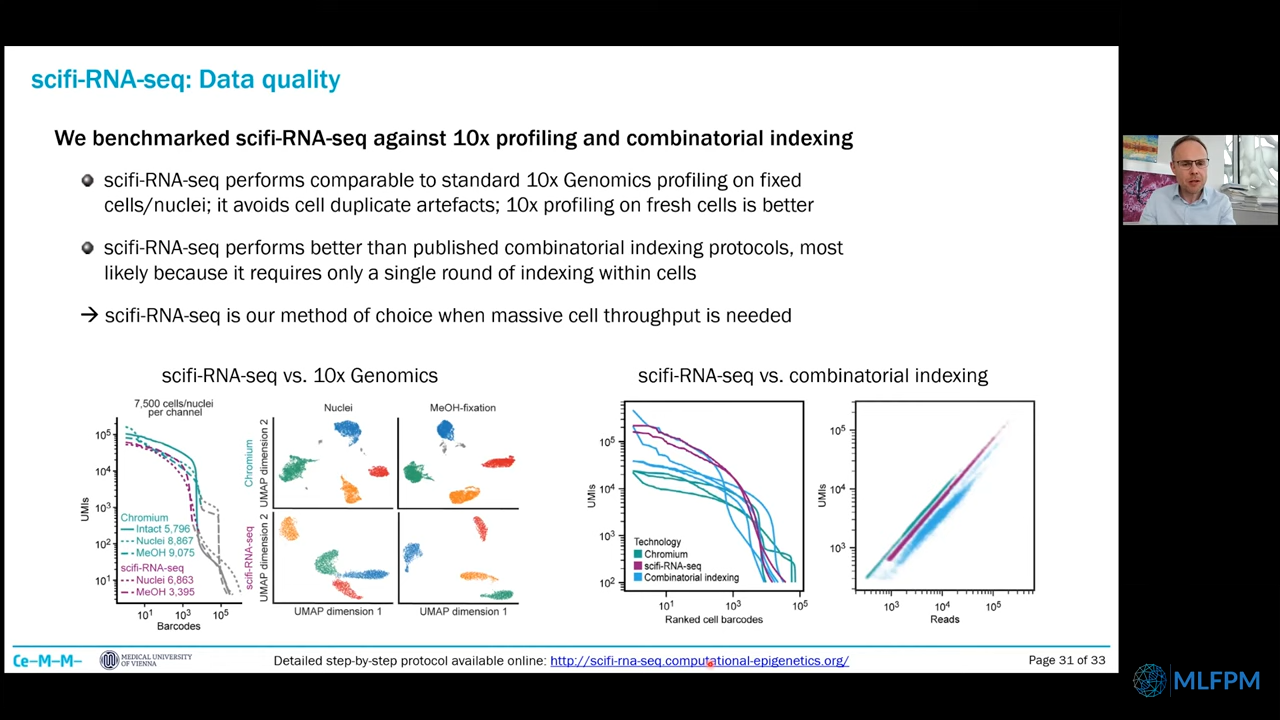 scifi-RNA-seq: Data quality
We benchmarked scifi-RNA-seq against 10x profiling and combinatorial indexing
scifi-RNA-seq performs comparable to standard 10x Genomics profiling on fixed
cells/nuclei; it avoids cell duplicate artefacts; 10x profiling on fresh cells is better
scifi-RNA-seq performs better than published combinatorial indexing protocols, most
likely because it requires only a single round of indexing within cells
→ scifi-RNA-seq is our method of choice when massive cell throughput is needed
scifi-RNA-seq vs. 10x Genomics
7,500 cells/nuclei
per channel
UMIs
10⁵
10⁴
10³
10²
10¹
Chromium
Intact 5,796
Nuclei 8,867
MeOH 9,075
scifi-RNA-seq
Nuclei 6,863
MeOH 3,395
10¹ 10³ 10⁵
Barcodes
Nuclei
MeOH-fixation
Chromium
UMAP dimension 2
scifi-RNA-seq
UMAP dimension 2
UMAP dimension 1
UMAP dimension 1
scifi-RNA-seq vs. combinatorial indexing
UMIs
10⁵
10⁴
10³
10²
Technology
Chromium
scifi-RNA-seq
Combinatorial indexing
10¹ 10³ 10⁵
Ranked cell barcodes
UMIs
10⁵
10⁴
10³
10³ 10⁴ 10⁵
Reads
Ce-M-M-
MEDICAL UNIVERSITY
OF VIENNA
Detailed step-by-step protocol available online: http://scifi-rna-seq.computational-epigenetics.org/
Page 31 of 33
MLFPM